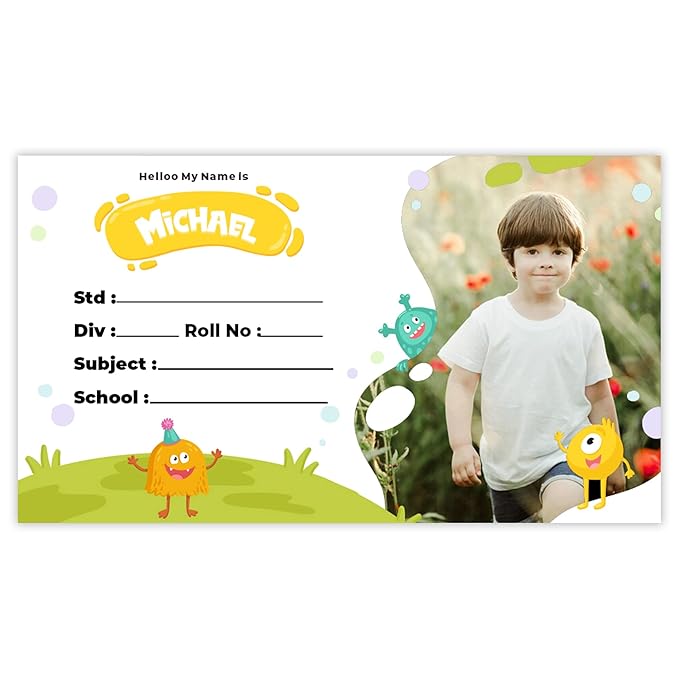 Helloo My Name is
MiCHAEL
Std :
Div: Roll No :
Subject :
School :